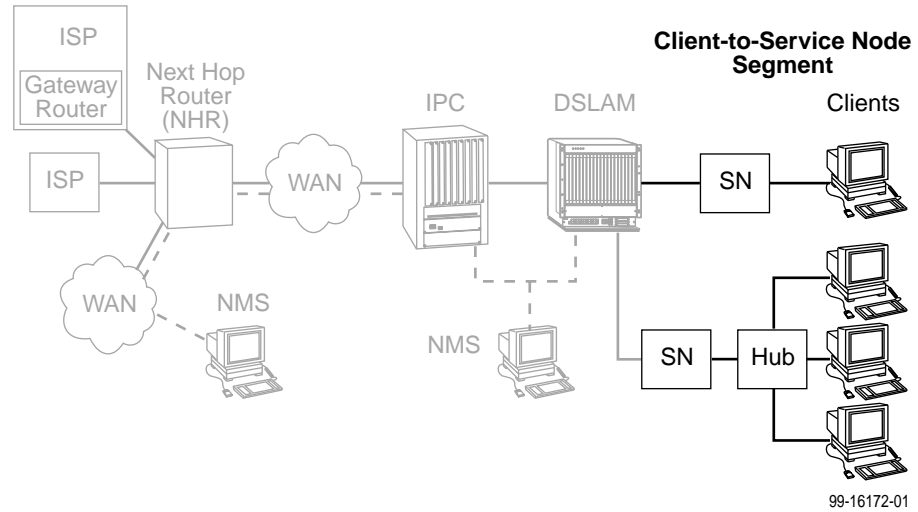 ISP
Gateway
Router
Next Hop
Router
(NHR)
ISP
WAN
WAN
NMS
IPC
DSLAM
NMS
Client-to-Service Node
Segment
Clients
SN
SN
Hub
99-16172-01